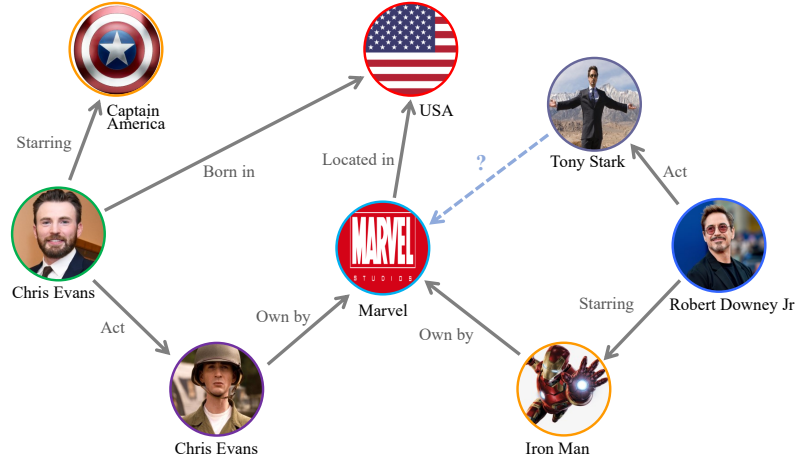 Captain
America
USA
Starring
Born in
Located in
?
Tony Stark
Act
MARVEL
STUDIOS
Chris Evans
Marvel
Robert Downey Jr
Act
Own by
Own by
Starring
Chris Evans
Iron Man